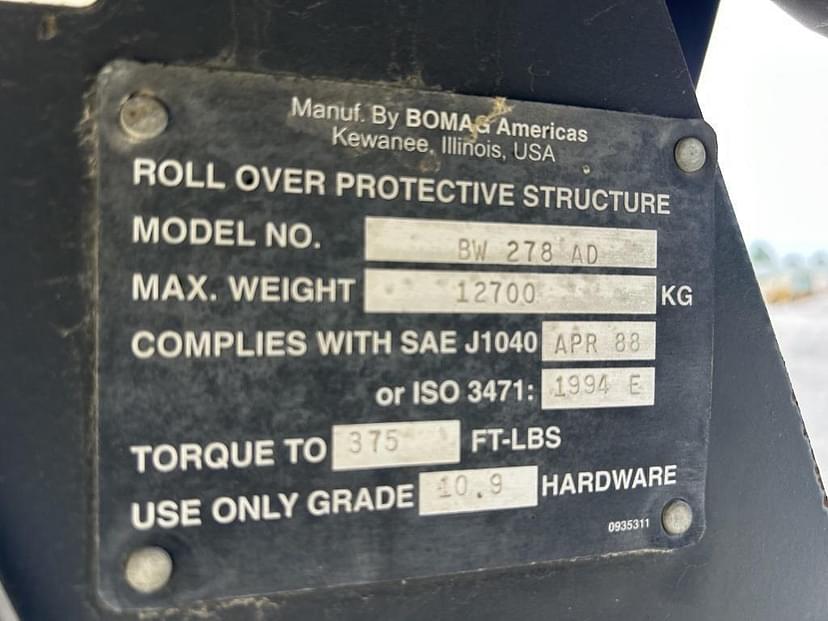 Manuf. By BOMAG Americas
Kewanee, Illinois, USA
ROLL OVER PROTECTIVE STRUCTURE
MODEL NO. BW 278 AD
MAX. WEIGHT 12700 KG
COMPLIES WITH SAE J1040 APR 88
or ISO 3471: 1994 E
TORQUE TO 375 FT-LBS
USE ONLY GRADE 10.9 HARDWARE
0935311